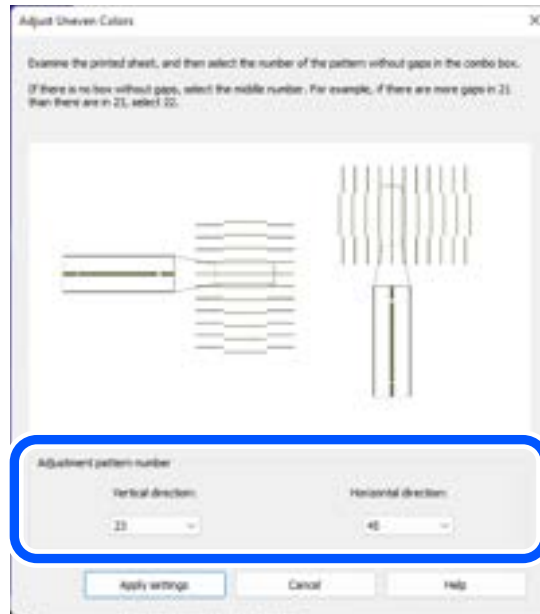 Adjust Uneven Colors
Examine the printed sheet, and then select the number of the pattern without gaps in the combo box.
If there is no box without gaps, select the middle number. For example, if there are more gaps in 21
than there are in 23, select 22.
Adjustment pattern number
Vertical direction:
Horizontal direction:
23
Apply settings
Cancel
Help